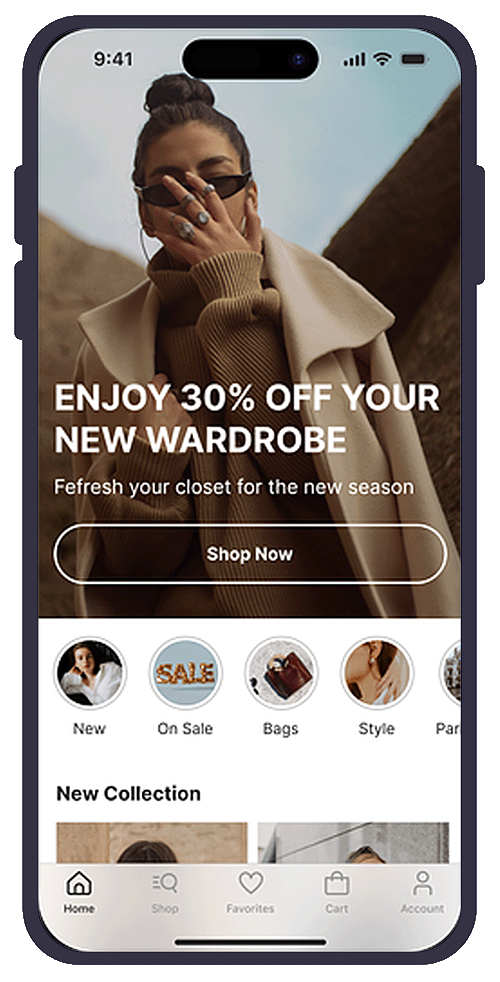 9:41
ENJOY 30% OFF YOUR
NEW WARDROBE
Fefresh your closet for the new season
Shop Now
SALE
New
On Sale
Bags
Style
New Collection
Home
Shop
Favorites
Cart
Account